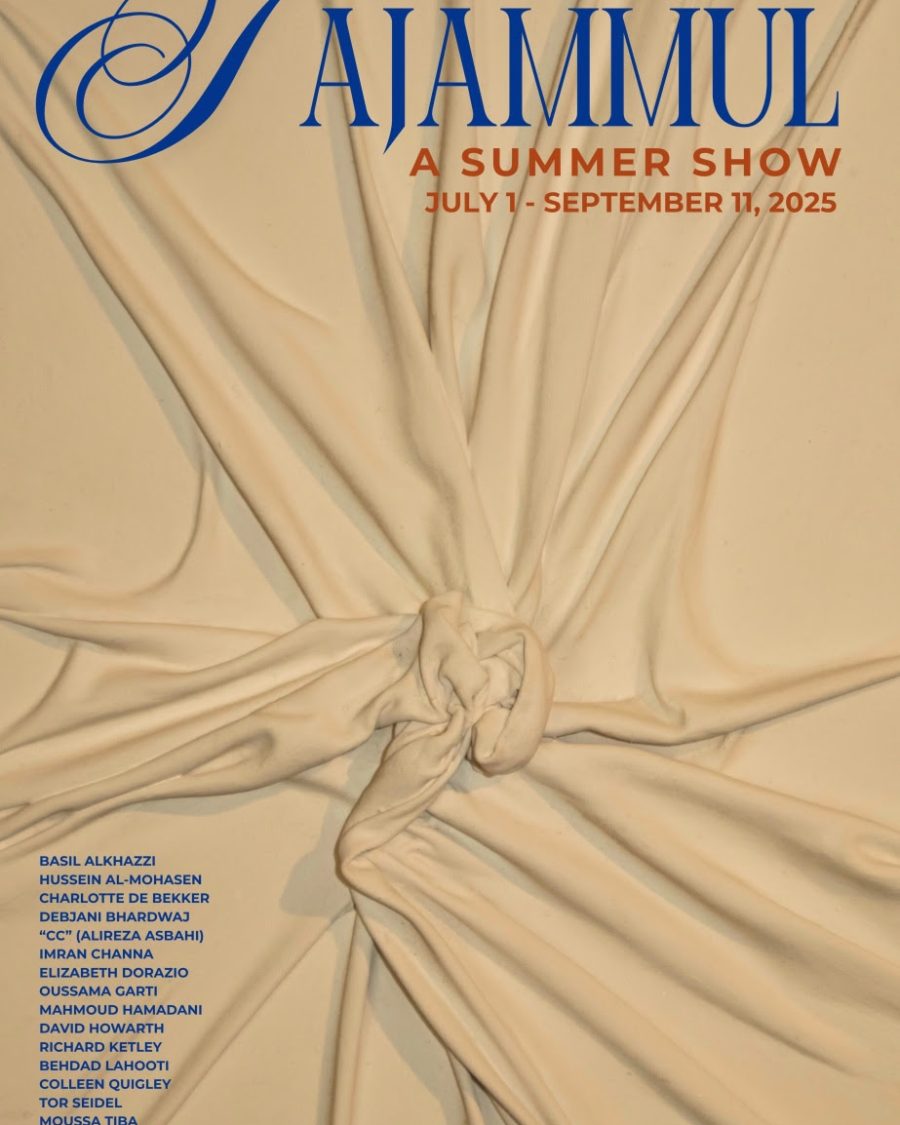 TAJAMMUL
A SUMMER SHOW
JULY 1 - SEPTEMBER 11, 2025
BASIL ALKHAZZI
HUSSEIN AL-MOHASEN
CHARLOTTE DE BEKKER
DEBJANI BHARDWAJ
“CC” (ALIREZA ASBAHI)
IMRAN CHANNA
ELIZABETH DORAZIO
OUSSAMA GARTI
MAHMOUD HAMADANI
DAVID HOWARTH
RICHARD KETLEY
BEHDAD LAHOOTI
COLLEEN QUIGLEY
TOR SEIDEL
MOUSSA TIBA